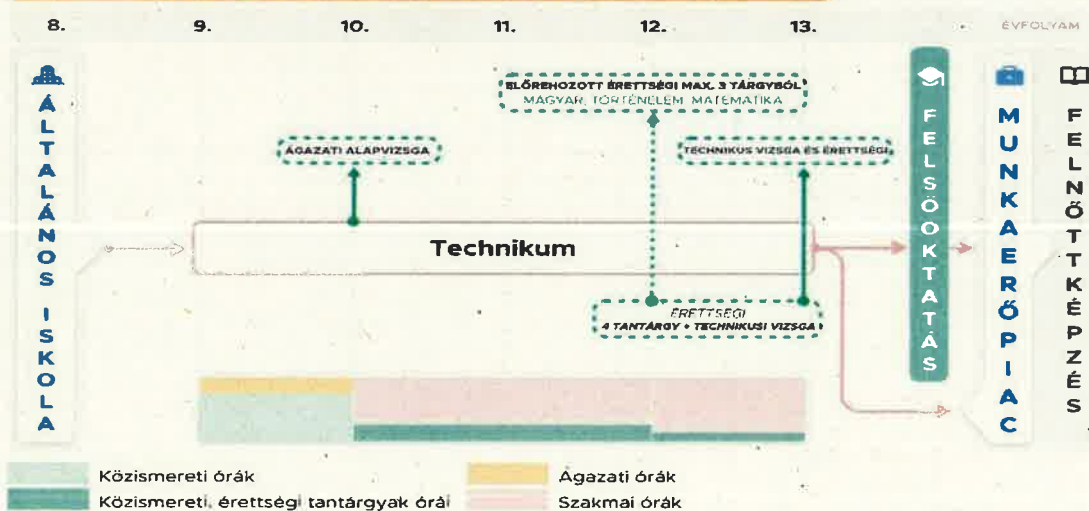 8.
9.
10.
11.
12.
13.
ÉVFOLYAM
ÁLTALÁNOS ISKOLA
ÁGAZATI ALAPVIZSGA
ELŐREHOZOTT ÉRETTSÉGI MAX. 3 TÁRGYBÓL
MAGYAR, TÖRTÉNELEM, MATEMATIKA
TECHNIKUS VIZSGA ÉS ÉRETTSÉGI
Technikum
ÉRETTSÉGI
4 TANTÁRGY + TECHNIKUSI VIZSGA
FELSŐOKTATÁS
MUNKAERŐPIAC
FELNŐTTKÉPZÉS
Közismereti órák
Ágazati órák
Közismereti, érettségi tantárgyak órái
Szakmai órák